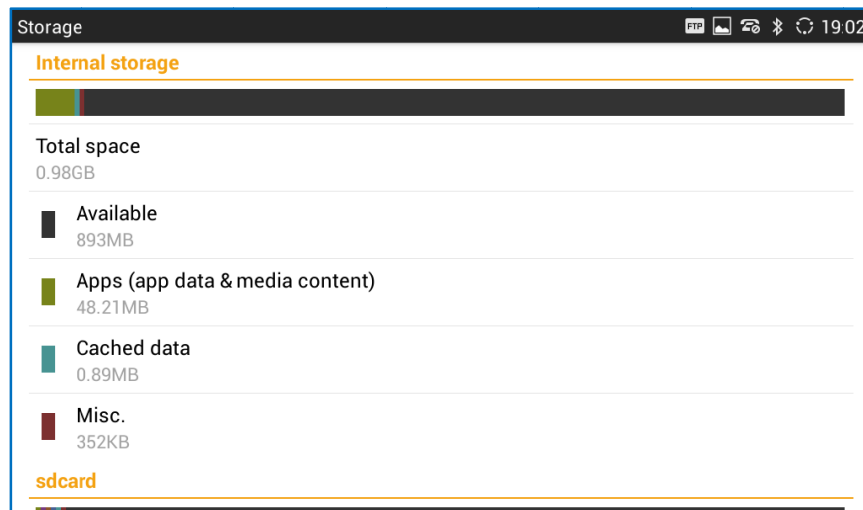 Storage FTP 19:02
Internal storage
Total space
0.98GB
Available
893MB
Apps (app data & media content)
48.21MB
Cached data
0.89MB
Misc.
352KB
sdcard